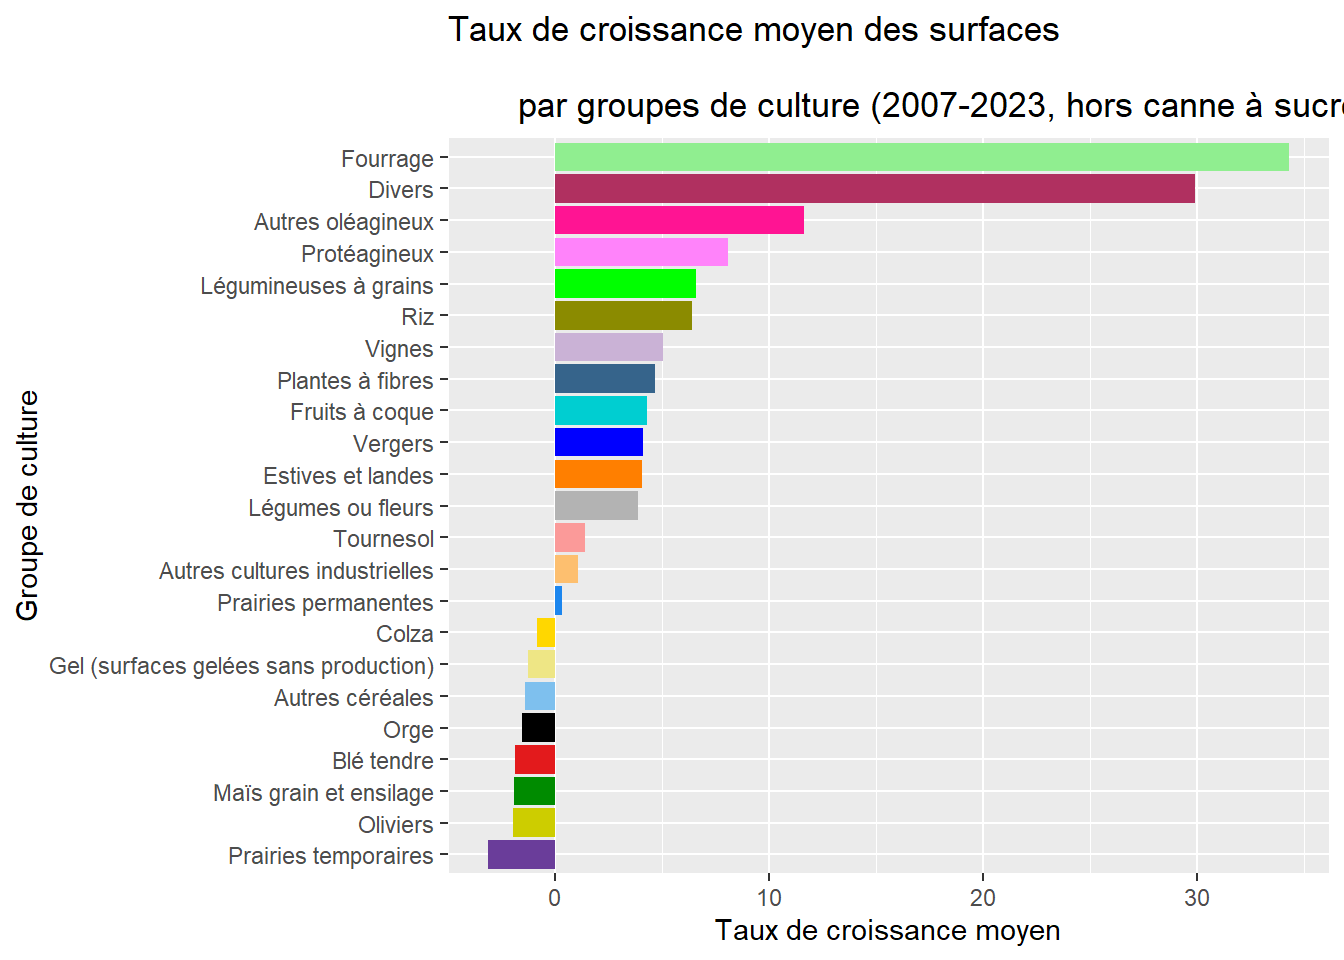 Taux de croissance moyen des surfaces
par groupes de culture (2007-2023, hors canne à sucre
Fourrage
Divers
Autres oléagineux
Protéagineux
Légumineuses à grains
Riz
Vignes
Plantes à fibres
Fruits à coque
Vergers
Estives et landes
Légumes ou fleurs
Tournesol
Autres cultures industrielles
Prairies permanentes
Colza
Gel (surfaces gelées sans production)
Autres céréales
Orge
Blé tendre
Maïs grain et ensilage
Oliviers
Prairies temporaires
Groupe de culture
0 10 20 30
Taux de croissance moyen